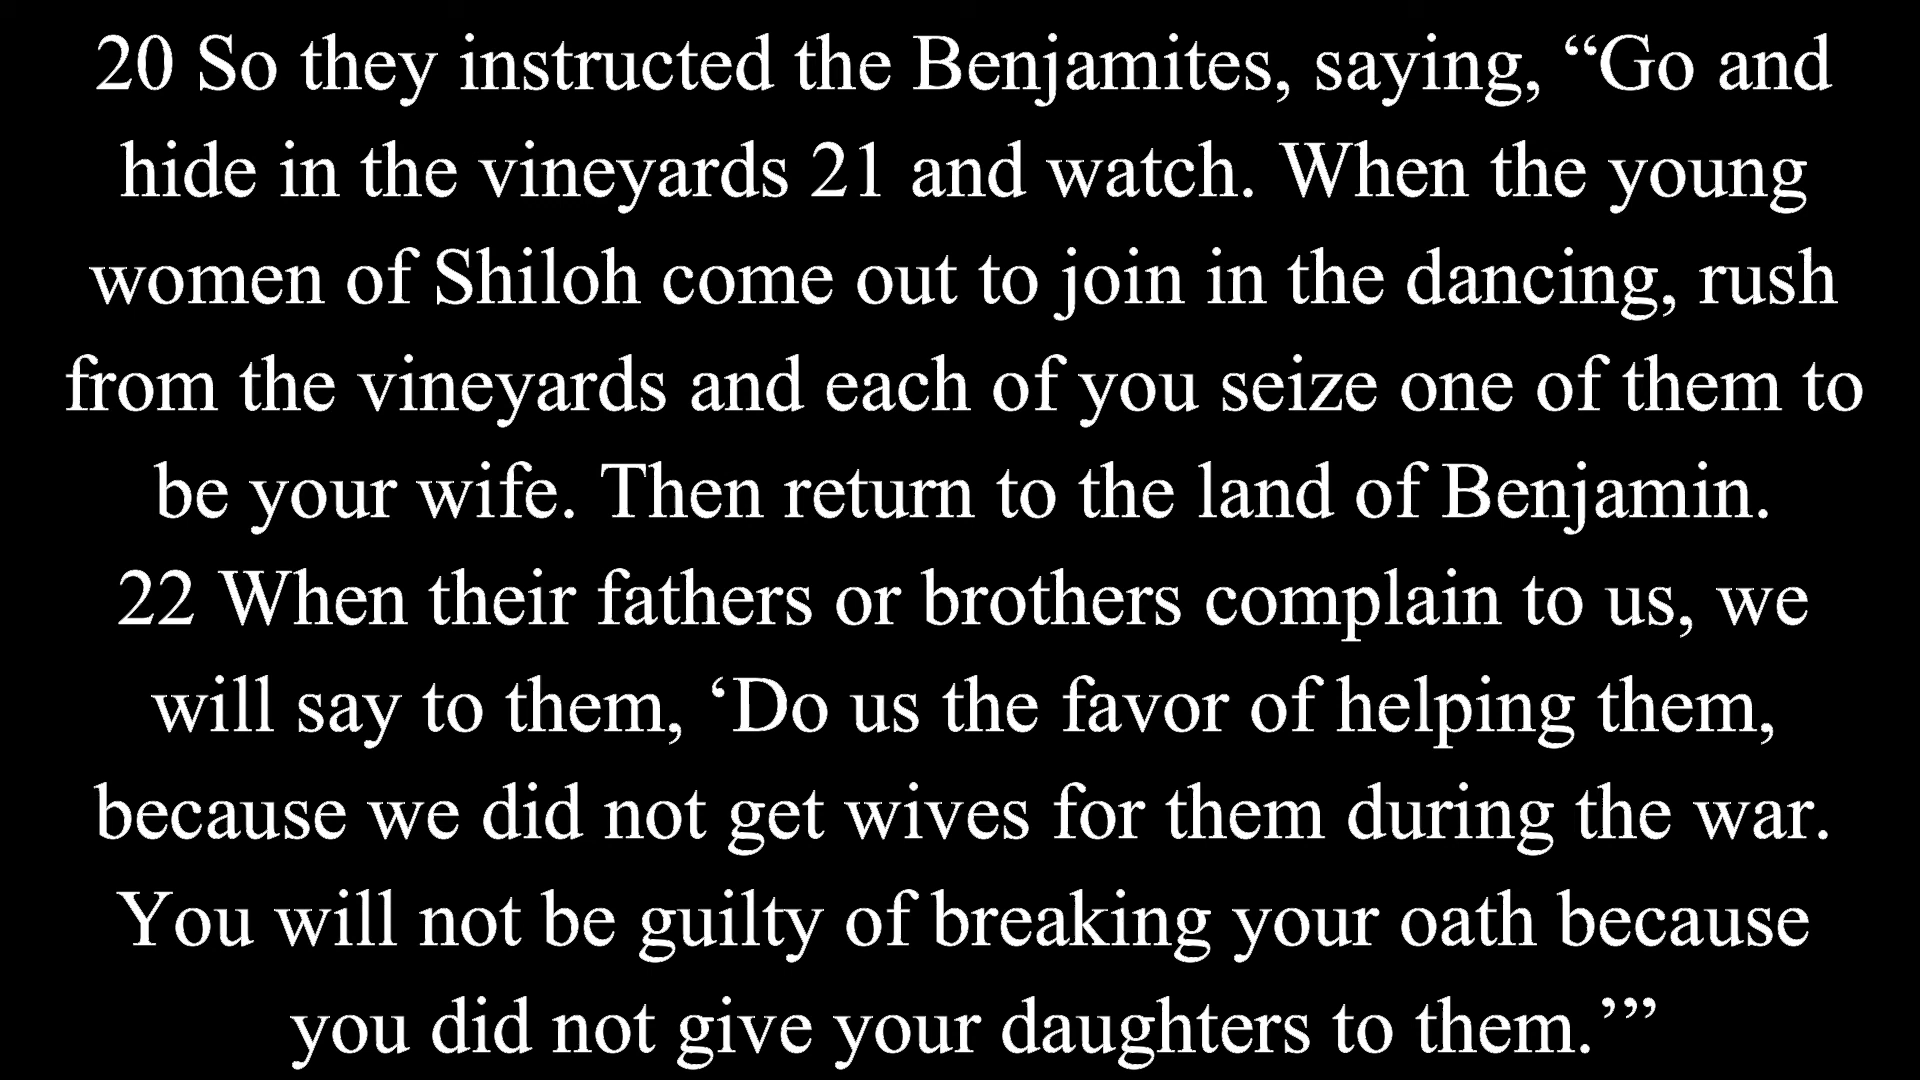 20 So they instructed the Benjamites, saying, “Go and
hide in the vineyards 21 and watch. When the young
women of Shiloh come out to join in the dancing, rush
from the vineyards and each of you seize one of them to
be your wife. Then return to the land of Benjamin.
22 When their fathers or brothers complain to us, we
will say to them, ‘Do us the favor of helping them,
because we did not get wives for them during the war.
You will not be guilty of breaking your oath because
you did not give your daughters to them.’”